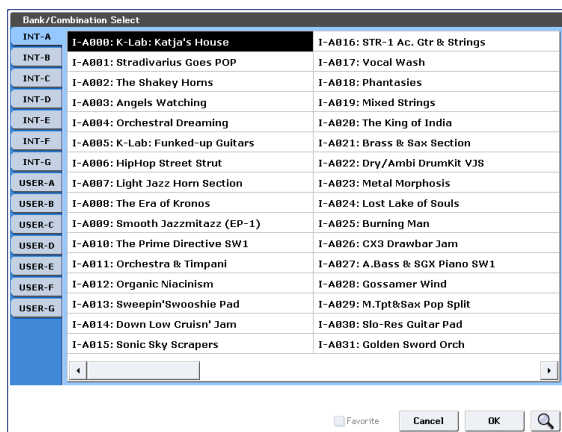 Bank/Combination Select
INT-A
INT-B
INT-C
INT-D
INT-E
INT-F
INT-G
USER-A
USER-B
USER-C
USER-D
USER-E
USER-F
USER-G
I-A000: K-Lab: Katja's House
I-A001: Stradivarius Goes POP
I-A002: The Shakey Horns
I-A003: Angels Watching
I-A004: Orchestral Dreaming
I-A005: K-Lab: Funked-up Guitars
I-A006: HipHop Street Strut
I-A007: Light Jazz Horn Section
I-A008: The Era of Kronos
I-A009: Smooth Jazzmitazz (EP-1)
I-A010: The Prime Directive SW1
I-A011: Orchestra & Timpani
I-A012: Organic Niacinism
I-A013: Sweepin'Swooshie Pad
I-A014: Down Low Cruisn' Jam
I-A015: Sonic Sky Scrapers
I-A016: STR-1 Ac. Gtr & Strings
I-A017: Vocal Wash
I-A018: Phantasies
I-A019: Mixed Strings
I-A020: The King of India
I-A021: Brass & Sax Section
I-A022: Dry/Ambi DrumKit VJS
I-A023: Metal Morphosis
I-A024: Lost Lake of Souls
I-A025: Burning Man
I-A026: CX3 Drawbar Jam
I-A027: A.Bass & SGX Piano SW1
I-A028: Gossamer Wind
I-A029: M.Tpt&Sax Pop Split
I-A030: Slo-Res Guitar Pad
I-A031: Golden Sword Orch
Favorite
Cancel
OK